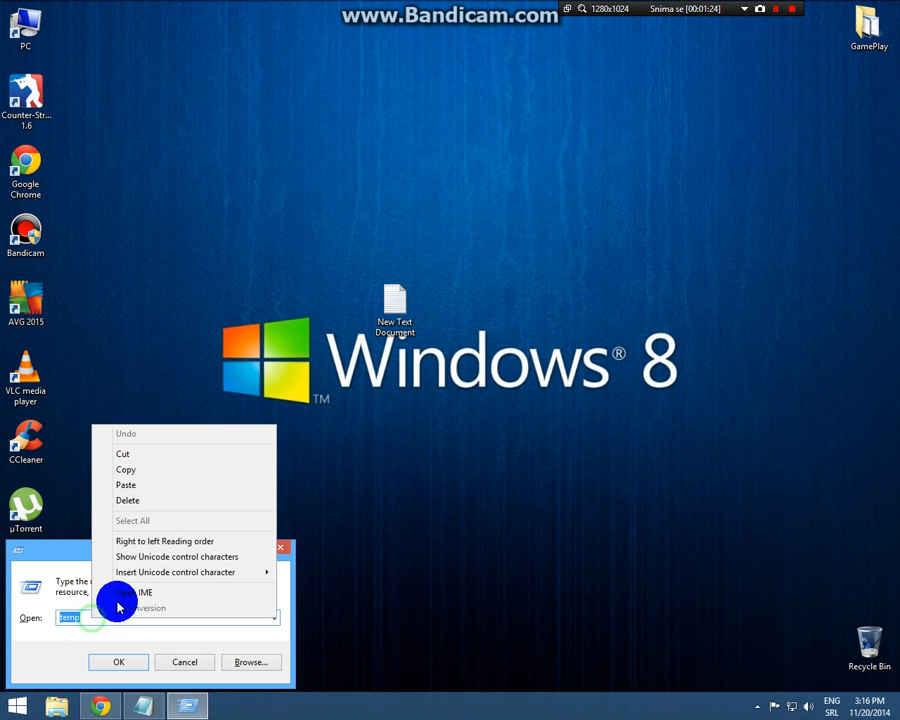 www.Bandicam.com
1280x1024
Snima se [00:01:24]
PC
GamePlay
Counter-Str...
1.6
Google
Chrome
Bandicam
AVG 2015
New Text
Document
Windows® 8
TM
VLC media
player
CCleaner
µTorrent
Undo
Cut
Copy
Paste
Delete
Select All
Right to left Reading order
Show Unicode control characters
Insert Unicode control character
IME
Type the
resource,
Open:
temp
OK
Cancel
Browse...
Recycle Bin
ENG
SRL
3:16 PM
11/20/2014